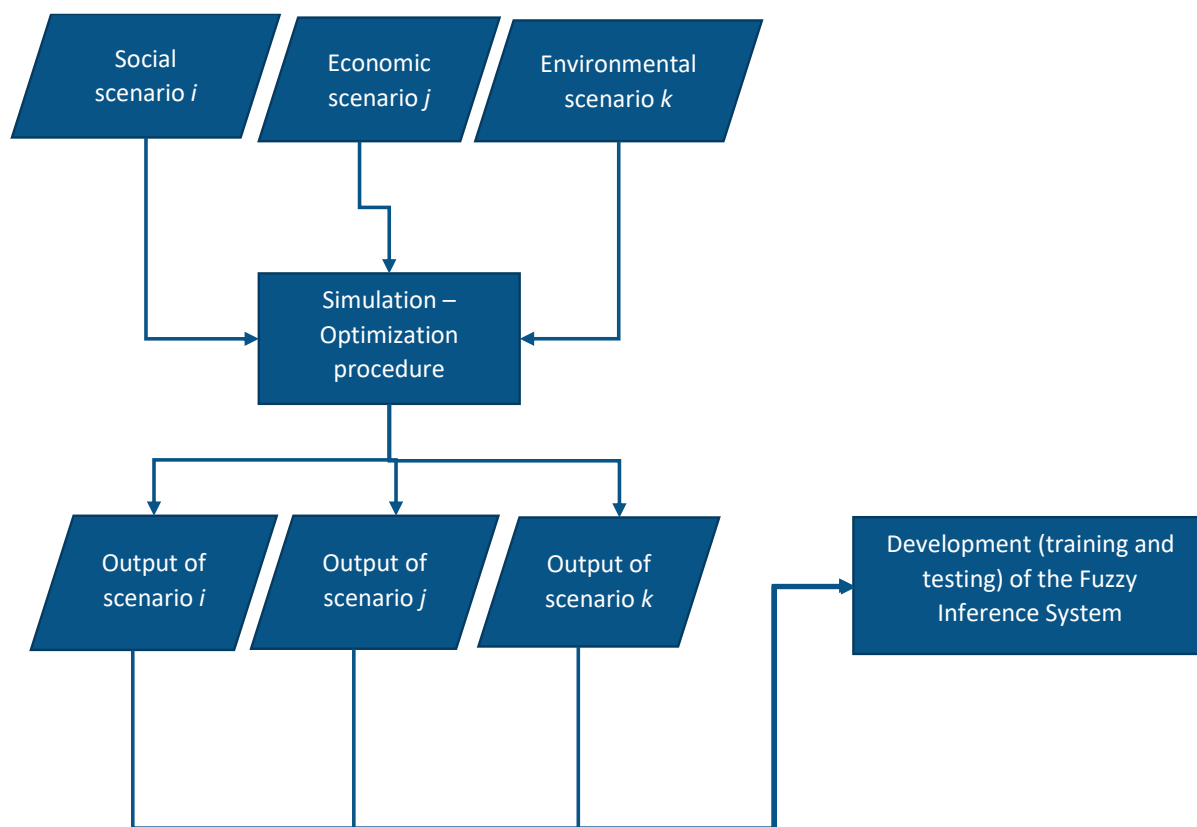 Social
scenario i
Economic
scenario j
Environmental
scenario k
Simulation –
Optimization
procedure
Output of
scenario i
Output of
scenario j
Output of
scenario k
Development (training and
testing) of the Fuzzy
Inference System